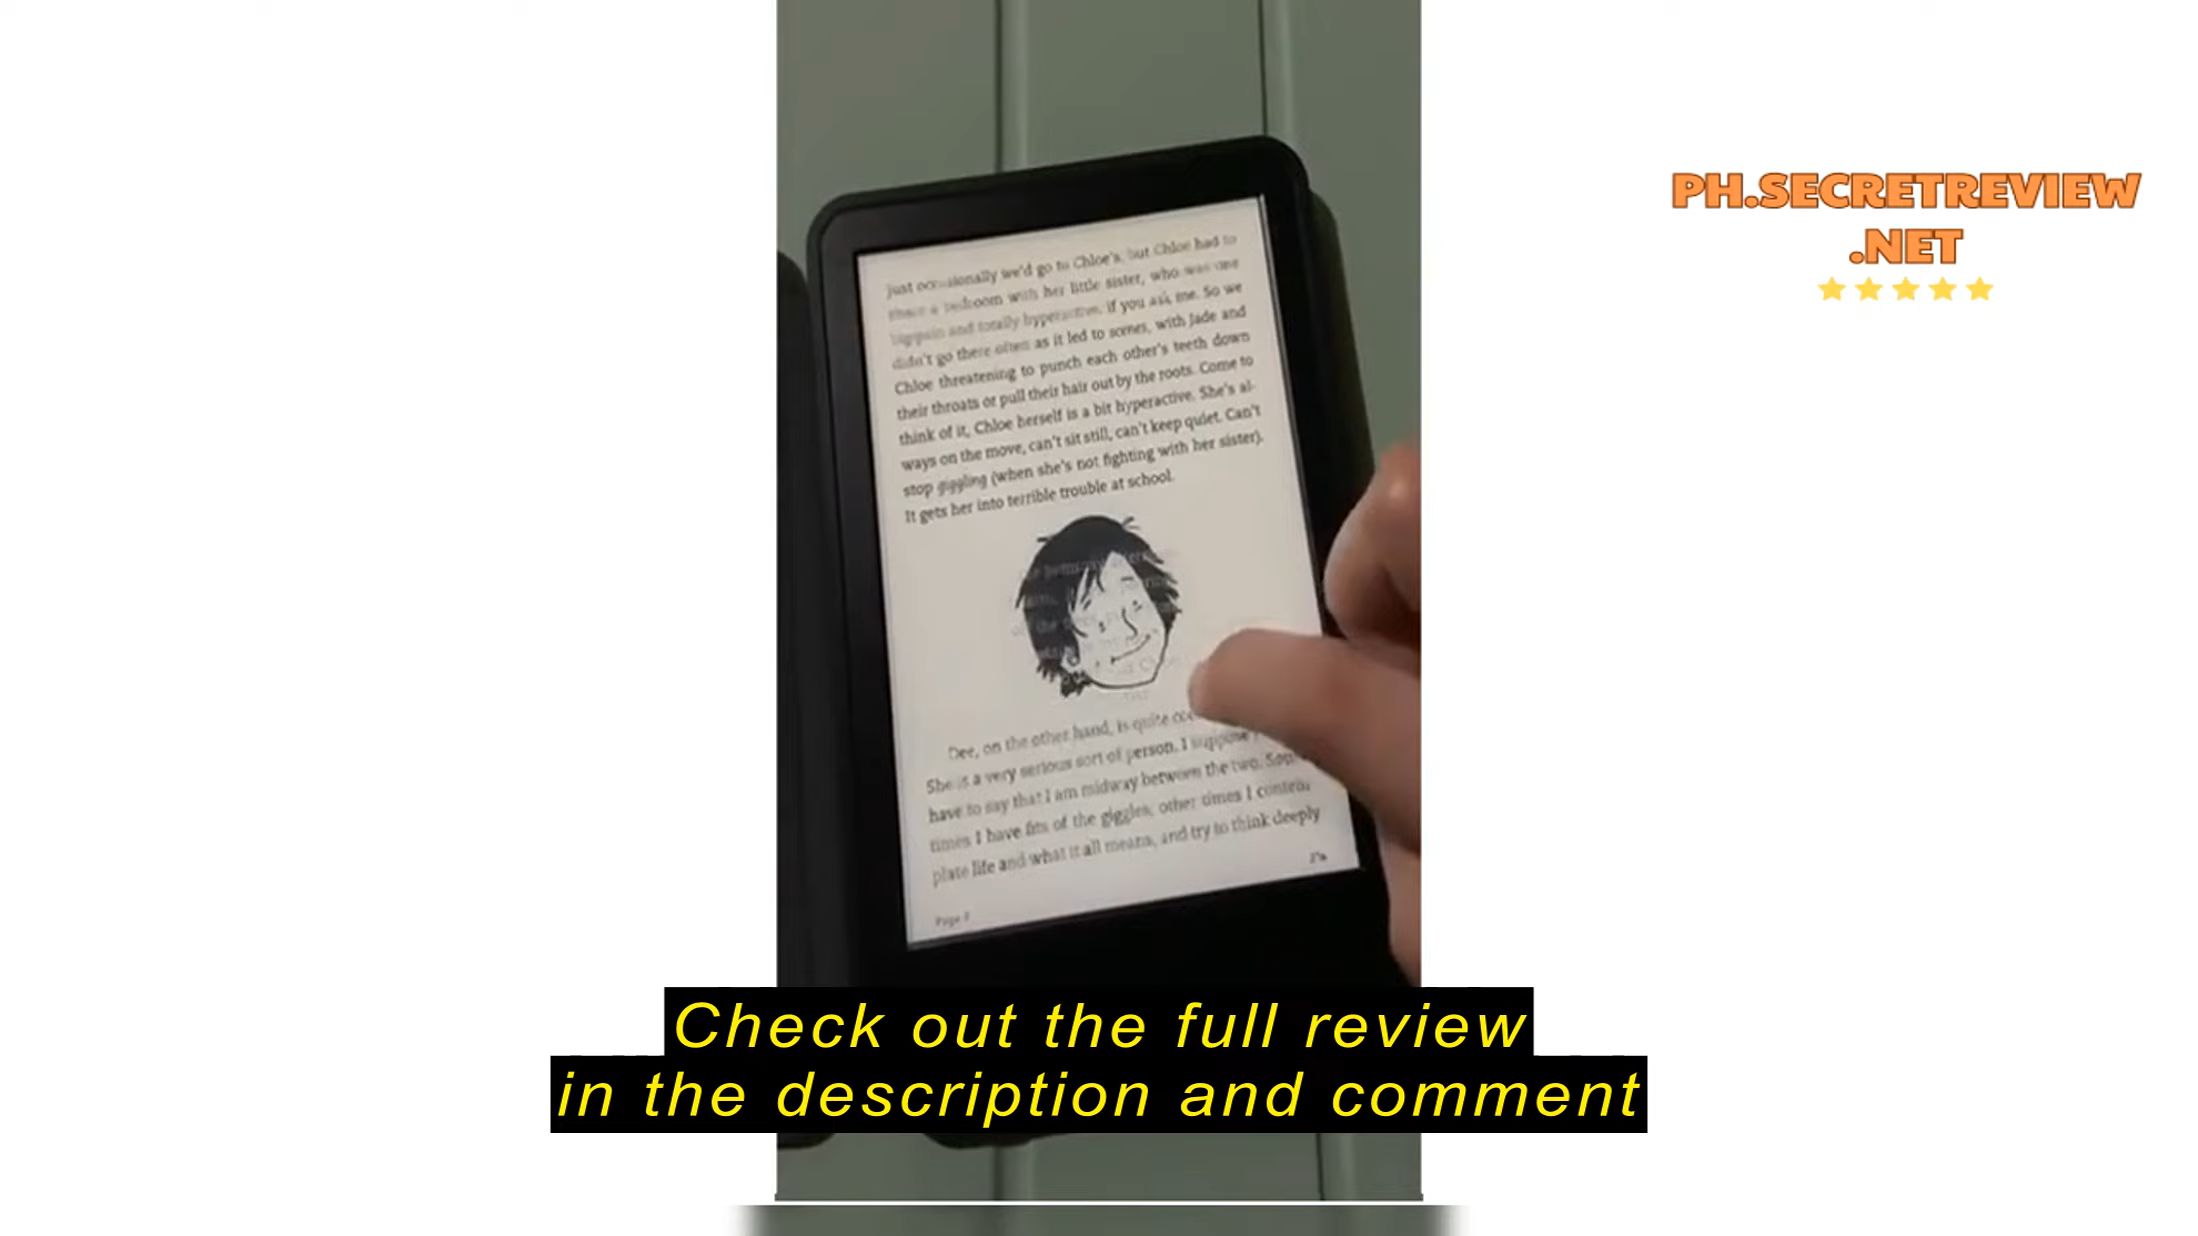 PH.SECRETREVIEW
.NET
just occasionally we'd go to Chloe's, but Chloe had to
share a bedroom with her little sister, who was one
big pain and totally hyperactive, if you ask me. So we
didn't go there often as it led to scenes, with Jade and
Chloe threatening to punch each other's teeth down
their throats or pull their hair out by the roots. Come to
think of it, Chloe herself is a bit hyperactive. She's al-
ways on the move, can't sit still, can't keep quiet. Can't
stop giggling (when she's not fighting with her sister).
It gets her into terrible trouble at school.
Dee, on the other hand, is quite
She is a very serious sort of person. I suppose
have to say that I am midway between the two.
times I have fits of the giggles; other times I
plate life and what it all means, and try to think deeply
Page
Check out the full review
in the description and comment